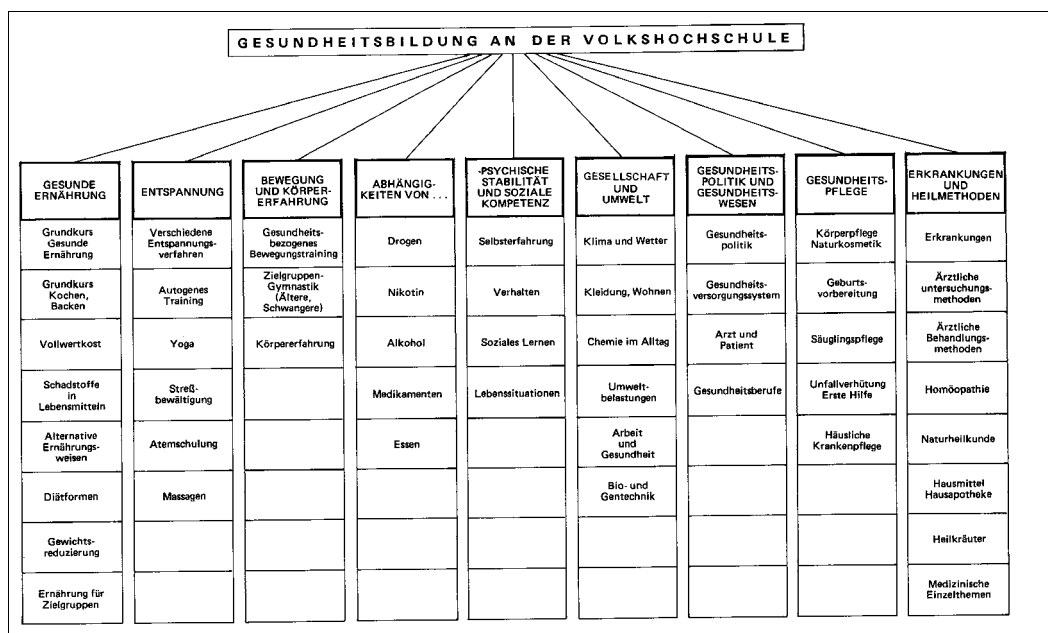 GESUNDHEITSBILDUNG AN DER VOLKSHOCHSCHULE
GESUNDE
ERNÄHRUNG
Grundkurs
Gesunde
Ernährung
Grundkurs
Kochen,
Backen
Vollwertkost
Schadstoffe
in
Lebensmitteln
Alternative
Ernährungs-
weisen
Diätformen
Gewichts-
reduzierung
Ernährung für
Zielgruppen
ENTSPANNUNG
Verschiedene
Entspannungs-
verfahren
Autogenes
Training
Yoga
Streß-
bewältigung
Atemschulung
Massagen
BEWEGUNG
UND KÖRPER-
ERFAHRUNG
Gesundheits-
bezogenes
Bewegungstraining
Zielgruppen-
Gymnastik
(Ältere,
Schwangere)
Körpererfahrung
ABHÄNGIG-
KEITEN VON ...
Drogen
Nikotin
Alkohol
Medikamenten
Essen
-PSYCHISCHE
STABILITÄT
UND SOZIALE
KOMPETENZ
Selbsterfahrung
Verhalten
Soziales Lernen
Lebenssituationen
GESELLSCHAFT
UND
UMWELT
Klima und Wetter
Kleidung, Wohnen
Chemie im Alltag
Umwelt-
belastungen
Arbeit
und
Gesundheit
Bio- und
Gentechnik
GESUNDHEITS-
POLITIK UND
GESUNDHEITS-
WESEN
Gesundheits-
politik
Gesundheits-
versorgungssystem
Arzt und
Patient
Gesundheitsberufe
GESUNDHEITS-
PFLEGE
Körperpflege
Naturkosmetik
Geburts-
vorbereitung
Säuglingspflege
Unfallverhütung
Erste Hilfe
Häusliche
Krankenpflege
ERKRANKUNGEN
UND
HEILMETHODEN
Erkrankungen
Ärztliche
untersuchungs-
methoden
Ärztliche
Behandlungs-
methoden
Homöopathie
Naturheilkunde
Hausmittel
Hausapotheke
Heilkräuter
Medizinische
Einzelthemen